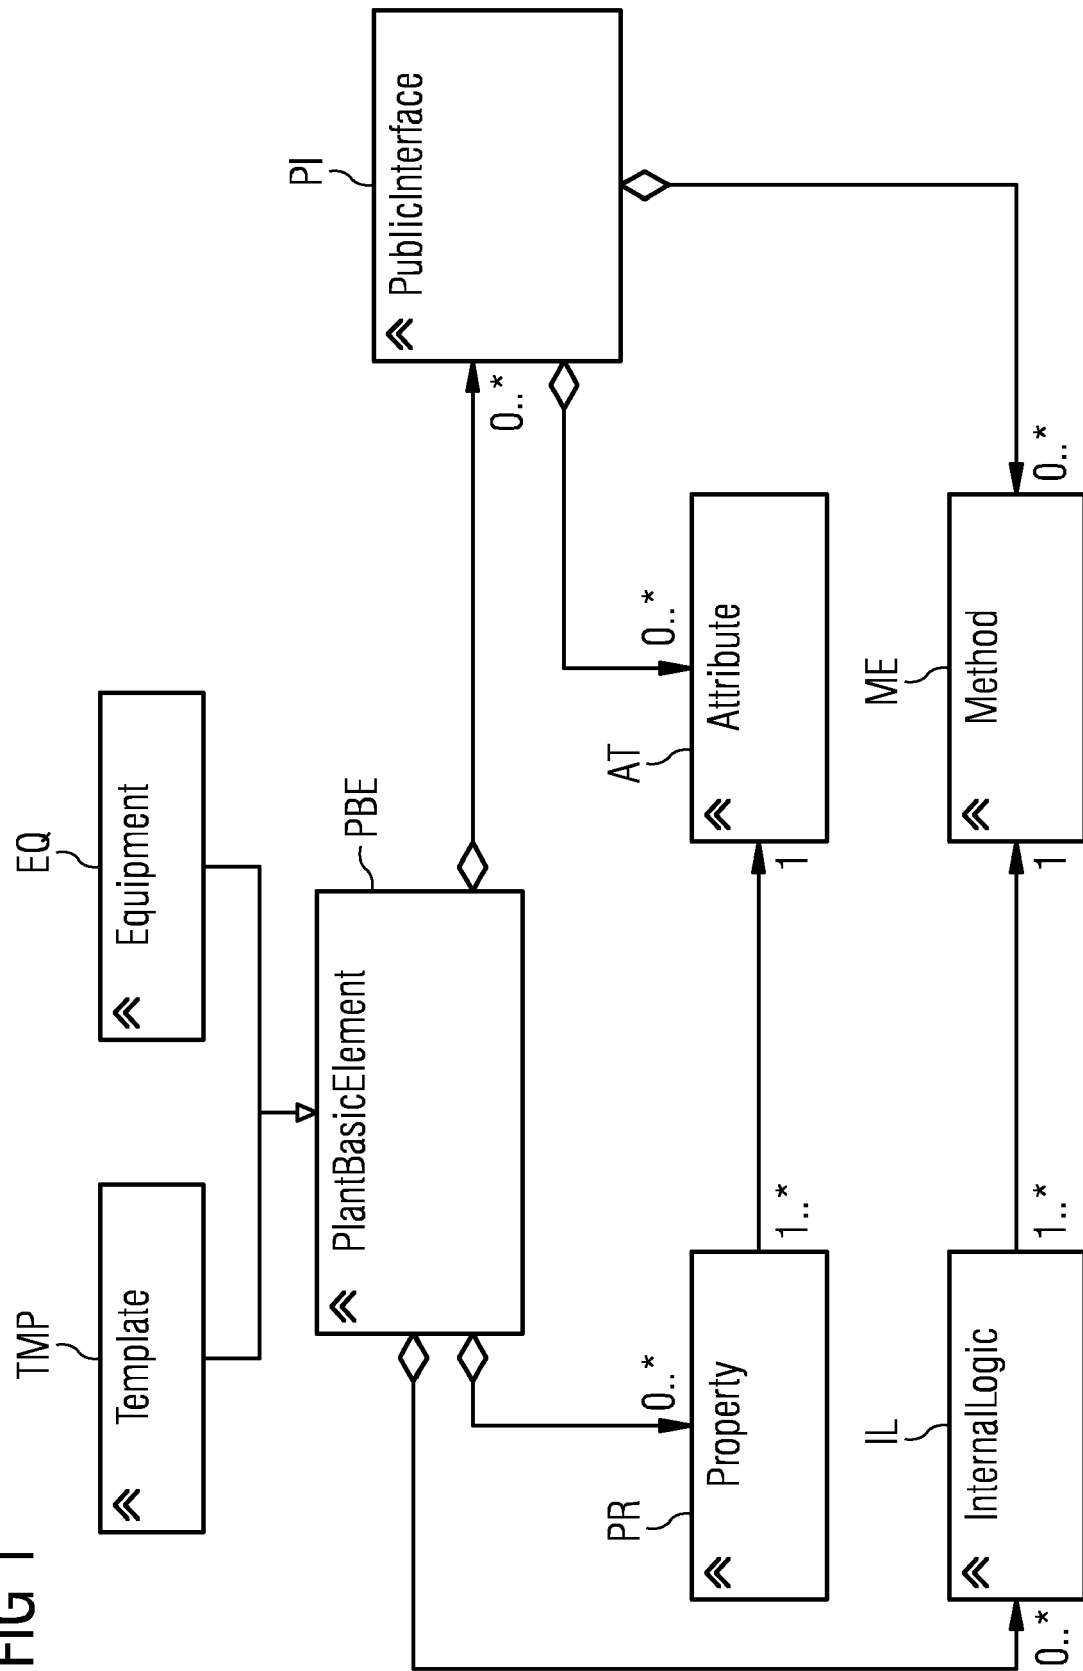 FIG 1
TMP
EQ
« Template
« Equipment
PI
PBE
« PlantBasicElement
« PublicInterface
0..*
PR
0..*
AT
0..*
« Property
« Attribute
1..*
1
IL
ME
« InternalLogic
« Method
0..*
1..*
1
0..*